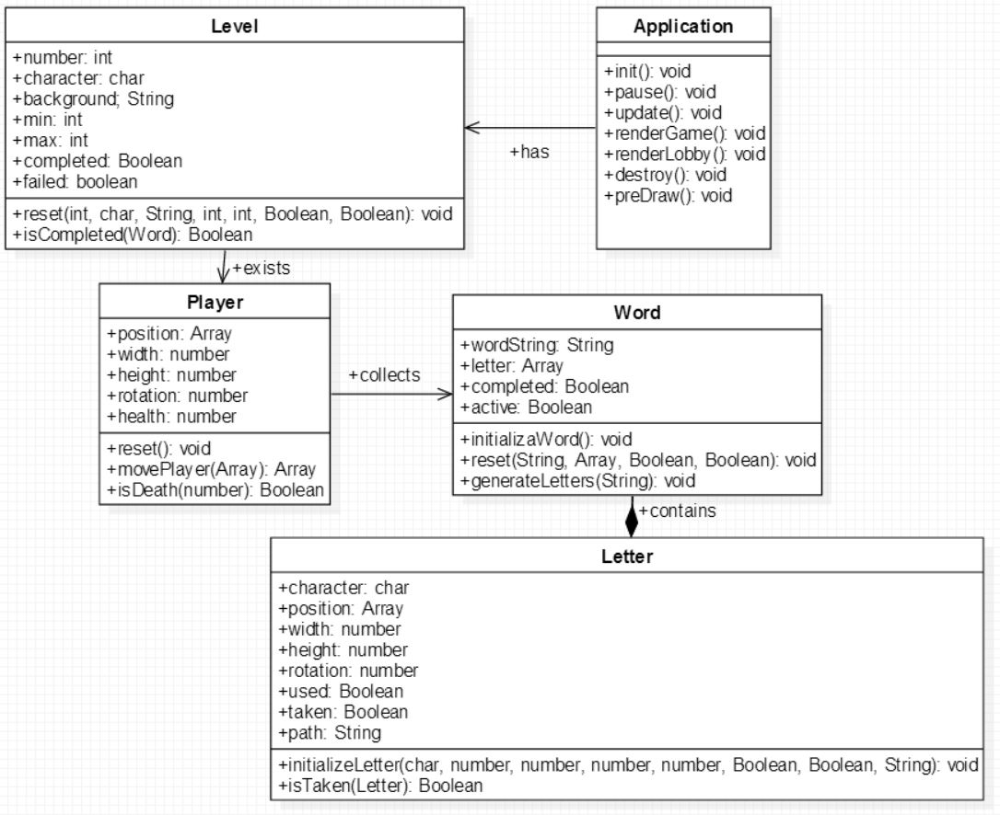 Level
+number: int
+character: char
+background; String
+min: int
+max: int
+completed: Boolean
+failed: boolean
+reset(int, char, String, int, int, Boolean, Boolean): void
+isCompleted(Word): Boolean
Application
+init(): void
+pause(): void
+update(): void
+renderGame(): void
+renderLobby(): void
+destroy(): void
+preDraw(): void
+has
+exists
Player
+position: Array
+width: number
+height: number
+rotation: number
+health: number
+reset(): void
+movePlayer(Array): Array
+isDeath(number): Boolean
+collects
Word
+wordString: String
+letter: Array
+completed: Boolean
+active: Boolean
+initializaWord(): void
+reset(String, Array, Boolean, Boolean): void
+generateLetters(String): void
+contains
Letter
+character: char
+position: Array
+width: number
+height: number
+rotation: number
+used: Boolean
+taken: Boolean
+path: String
+initializeLetter(char, number, number, number, number, Boolean, Boolean, String): void
+isTaken(Letter): Boolean